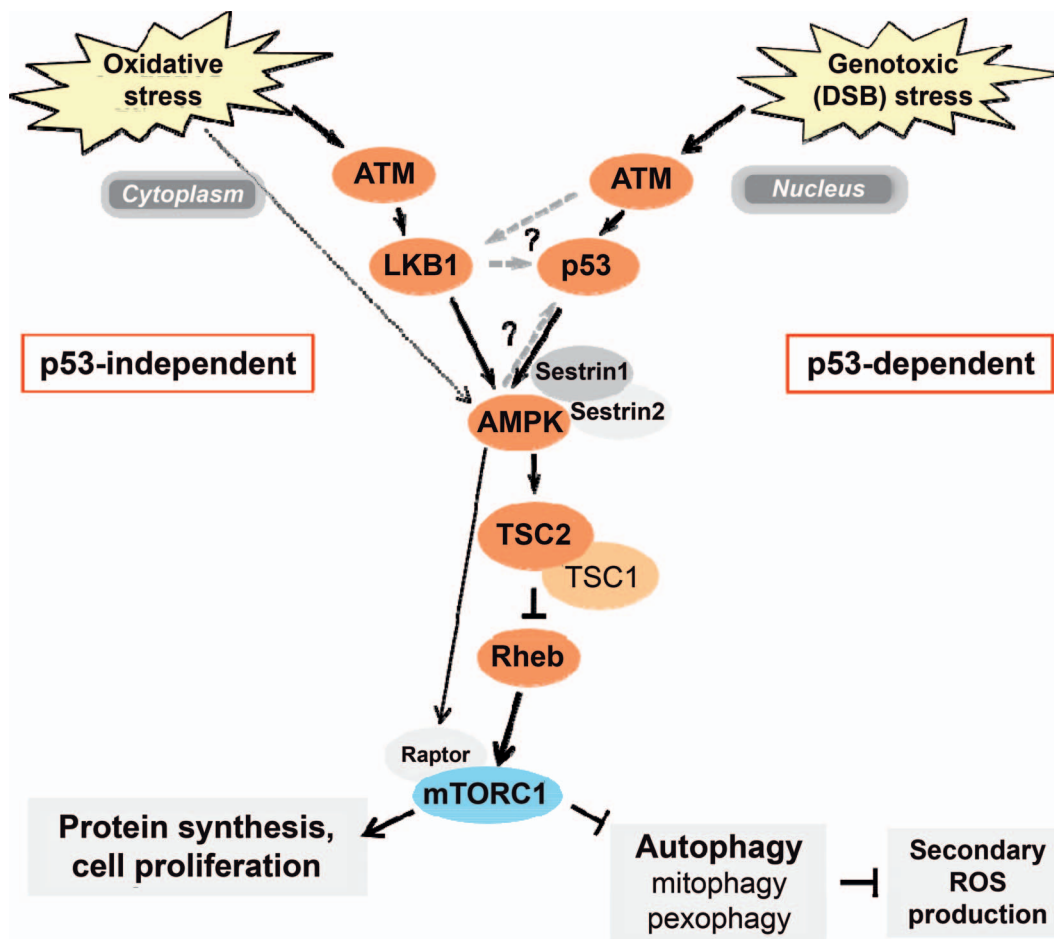 Oxidative
stress
Genotoxic
(DSB) stress
ATM
ATM
Cytoplasm
Nucleus
?
LKB1
p53
p53-independent
?
p53-dependent
Sestrin1
Sestrin2
AMPK
TSC2
TSC1
Rheb
Raptor
mTORC1
Protein synthesis,
cell proliferation
Autophagy
mitophagy
pexophagy
Secondary
ROS
production